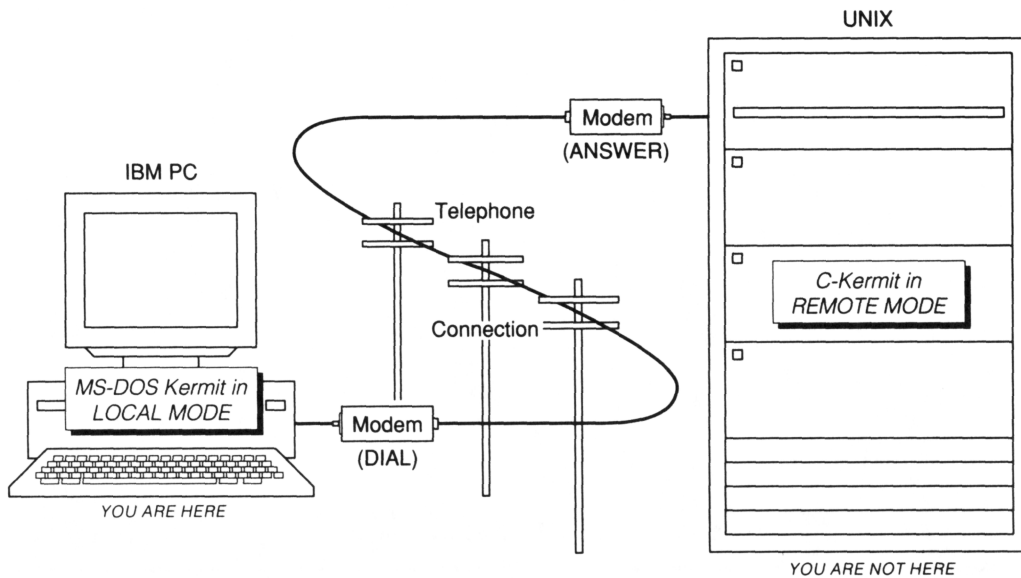 UNIX
Modem
(ANSWER)
IBM PC
Telephone
C-Kermit in
REMOTE MODE
Connection
MS-DOS Kermit in
LOCAL MODE
Modem
(DIAL)
YOU ARE HERE
YOU ARE NOT HERE